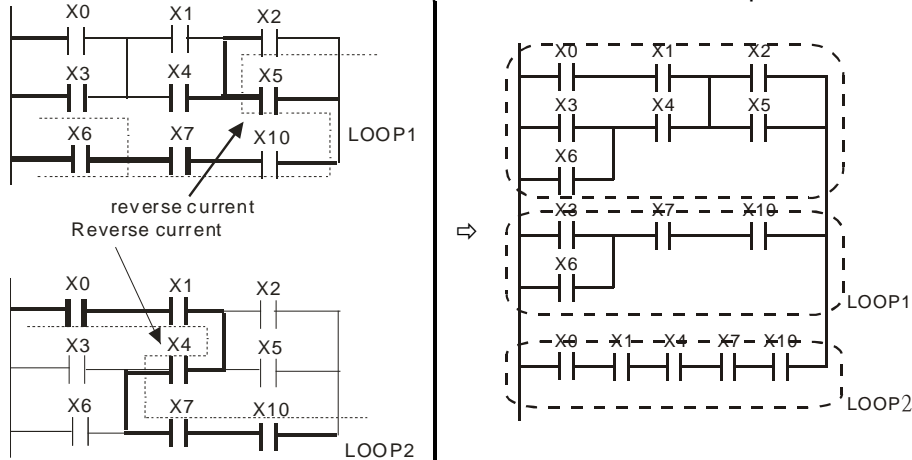 X0 X1 X2
X3 X4 X5
X6 X7 X10
LOOP1
reverse current
Reverse current
X0 X1 X2
X3 X4 X5
X6 X7 X10
LOOP2
⇨
X0 X1 X2
X3 X4 X5
X6
X3 X7 X10
X6
LOOP1
X0 X1 X4 X7 X10
LOOP2